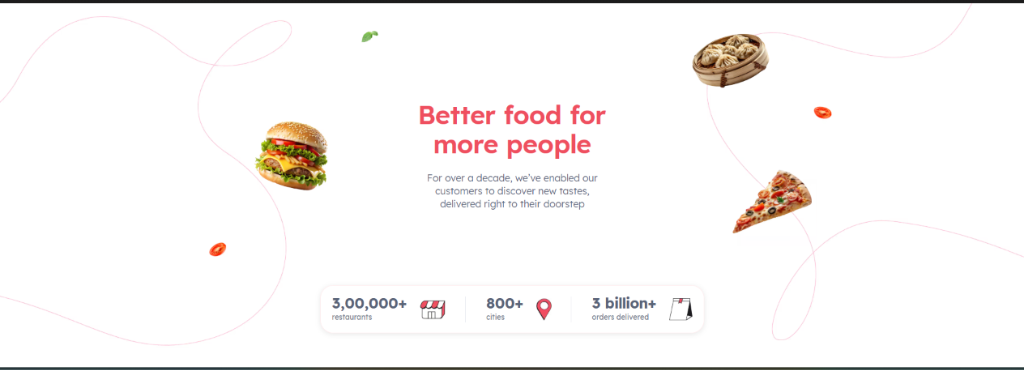 Better food for
more people
For over a decade, we've enabled our
customers to discover new tastes,
delivered right to their doorstep
3,00,000+
restaurants
800+
cities
3 billion+
orders delivered